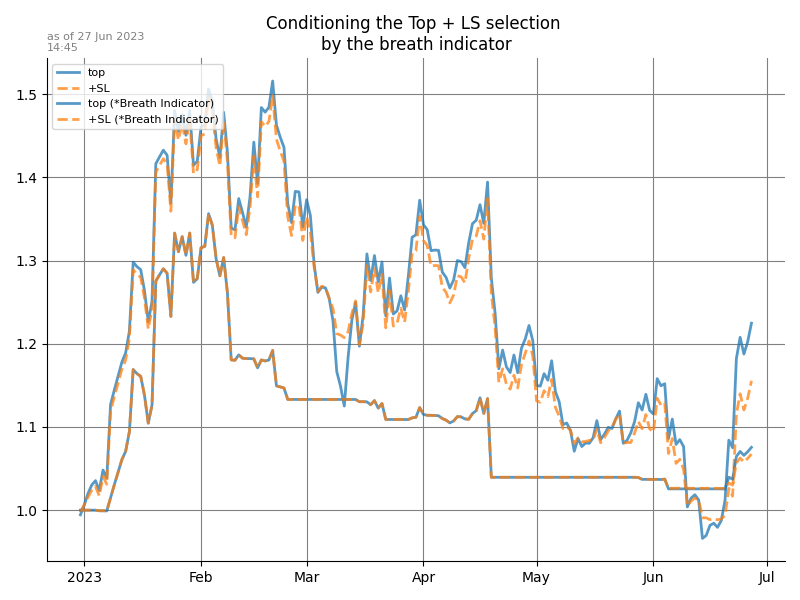 Conditioning the Top + LS selection
by the breath indicator
as of 27 Jun 2023
14:45
top
+SL
top (*Breath Indicator)
+SL (*Breath Indicator)
1.5
1.4
1.3
1.2
1.1
1.0
2023 Feb Mar Apr May Jun Jul